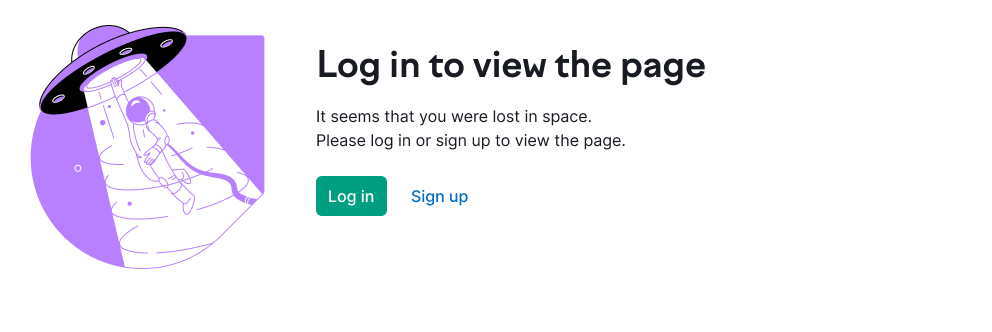 Log in to view the page
It seems that you were lost in space.
Please log in or sign up to view the page.
Log in
Sign up